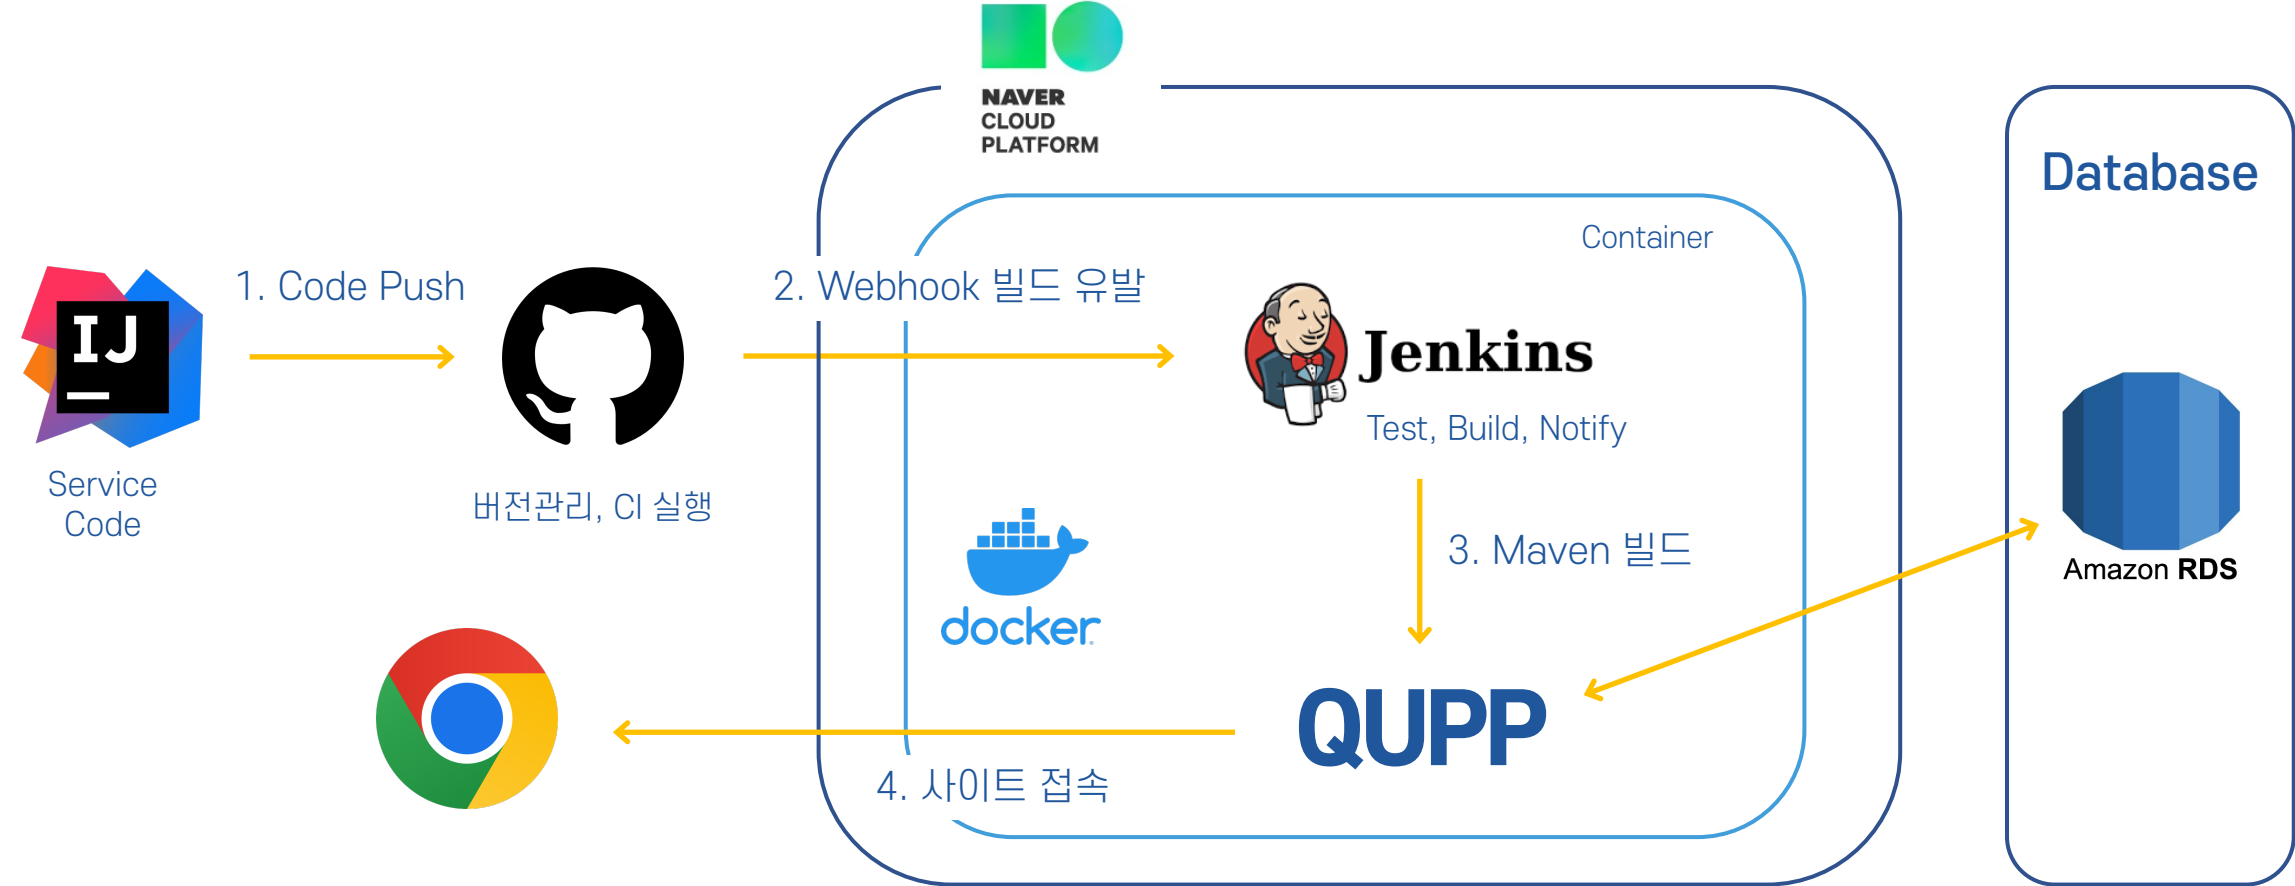 NAVER
CLOUD
PLATFORM
Database
Container
1. Code Push
2. Webhook 빌드 유발
IJ
Jenkins
Test, Build, Notify
Service
Code
버전관리, CI 실행
docker
3. Maven 빌드
Amazon RDS
QUPP
4. 사이트 접속